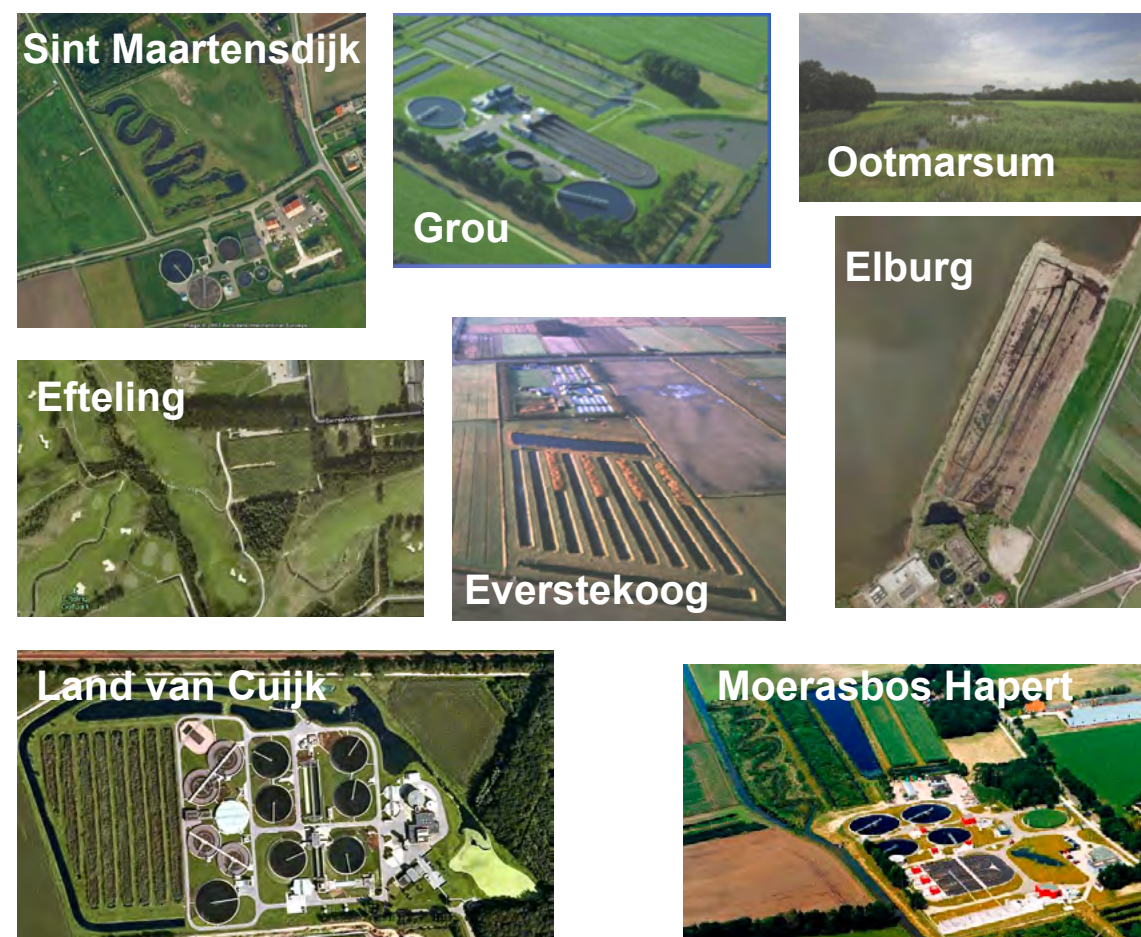 Sint Maartensdijk
Grou
Ootmarsum
Elburg
Efteling
Everstekoog
Land van Cuijk
Moerasbos Hapert